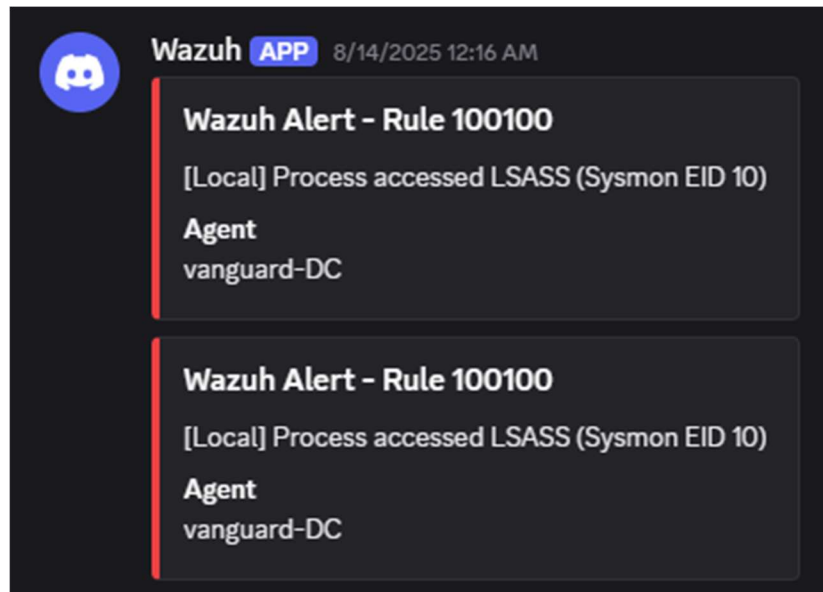 Wazuh APP 8/14/2025 12:16 AM
Wazuh Alert - Rule 100100
[Local] Process accessed LSASS (Sysmon EID 10)
Agent
vanguard-DC
Wazuh Alert - Rule 100100
[Local] Process accessed LSASS (Sysmon EID 10)
Agent
vanguard-DC